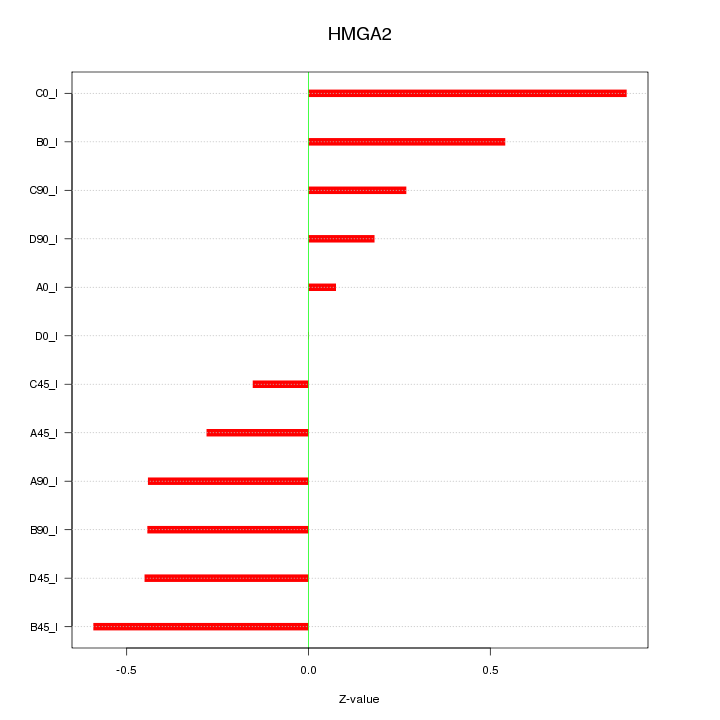 HMGA2
C0_I
B0_I
C90_I
D90_I
A0_I
D0_I
C45_I
A45_I
A90_I
B90_I
D45_I
B45_I
-0.5 0.0 0.5
Z-value